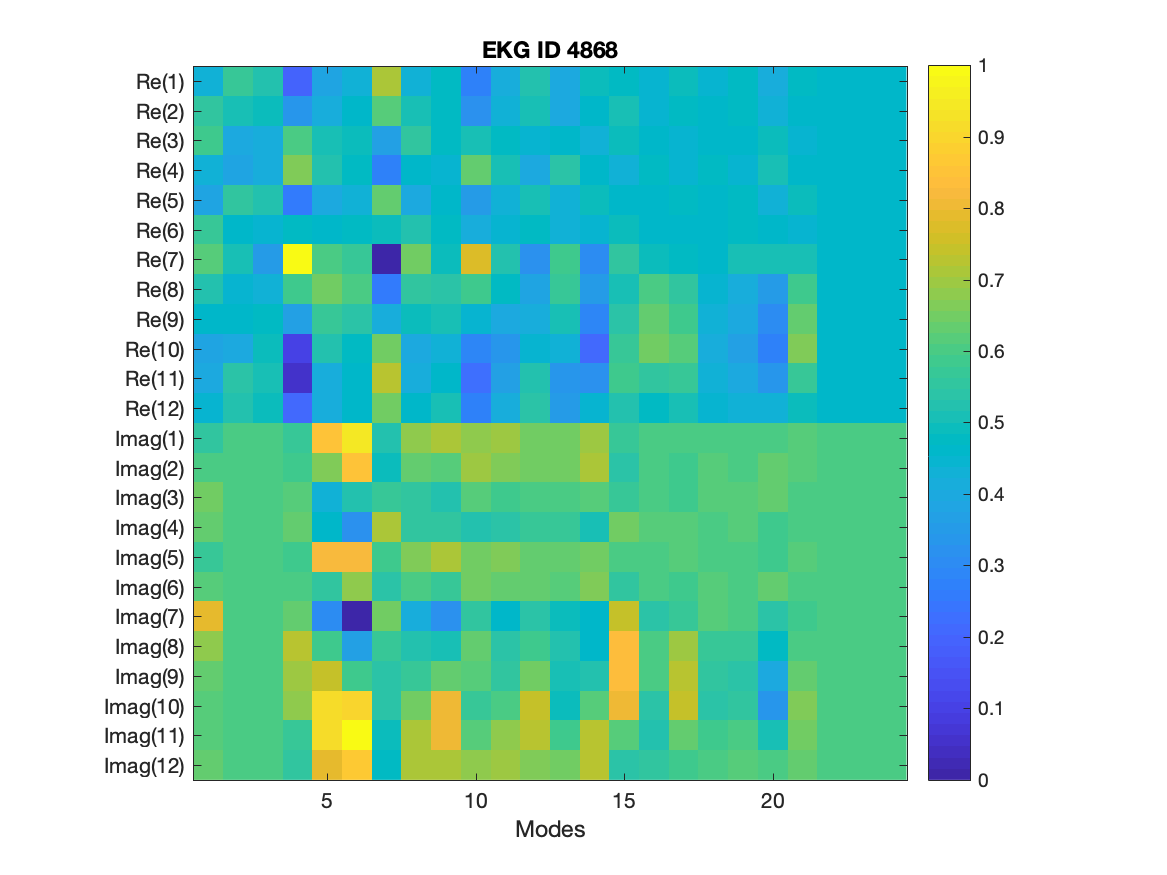 EKG ID 4868
Re(1)
Re(2)
Re(3)
Re(4)
Re(5)
Re(6)
Re(7)
Re(8)
Re(9)
Re(10)
Re(11)
Re(12)
Imag(1)
Imag(2)
Imag(3)
Imag(4)
Imag(5)
Imag(6)
Imag(7)
Imag(8)
Imag(9)
Imag(10)
Imag(11)
Imag(12)
5 10 15 20
Modes
1
0.9
0.8
0.7
0.6
0.5
0.4
0.3
0.2
0.1
0